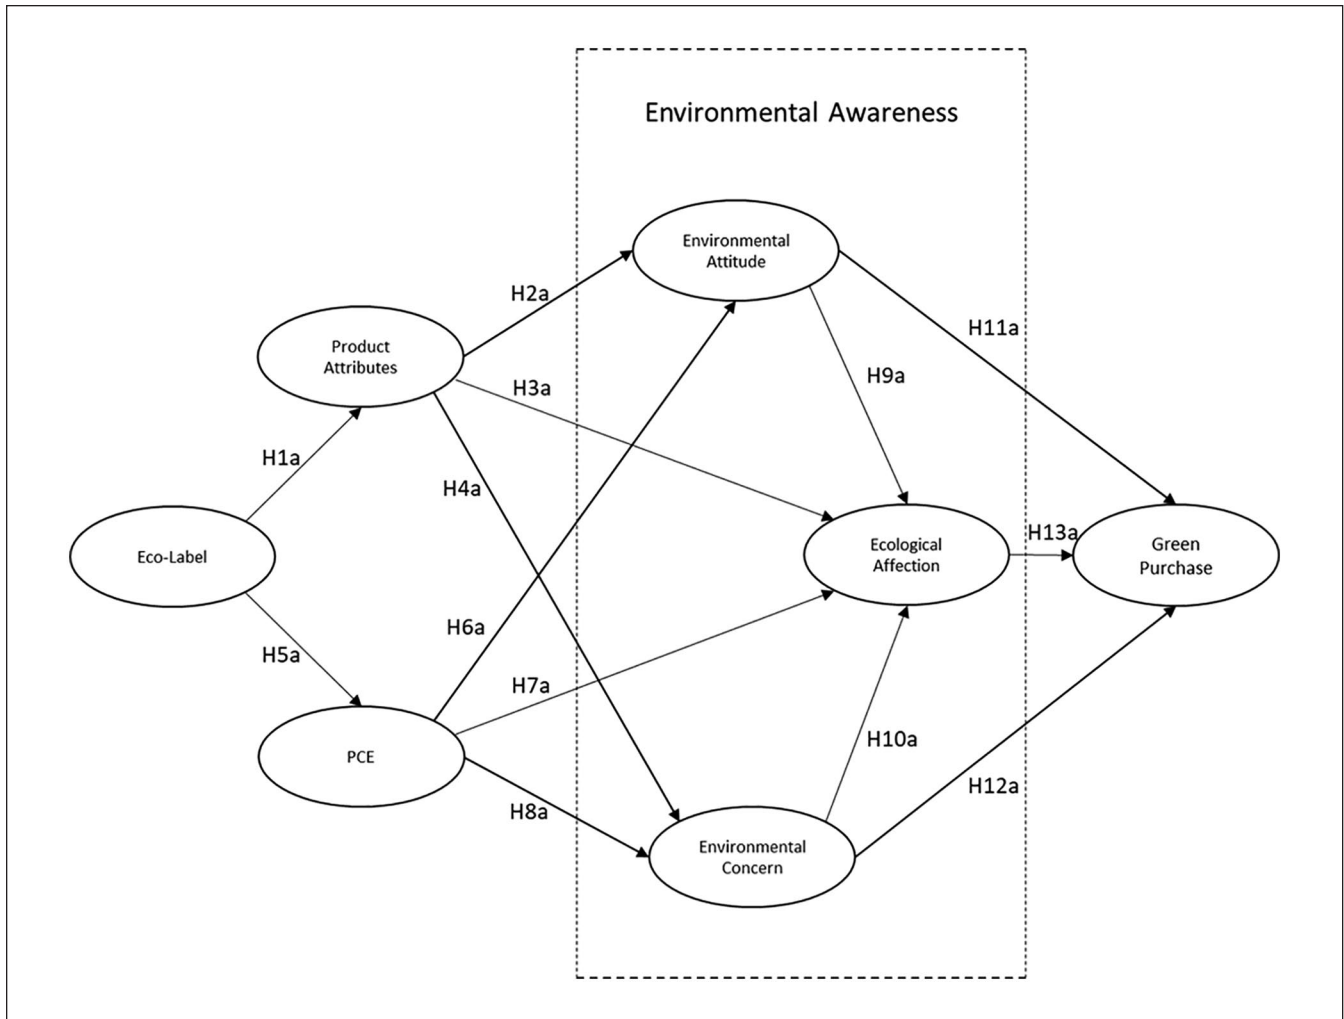 Environmental Awareness
Environmental
Attitude
H2a
H11a
Product
Attributes
H3a
H9a
H1a
H4a
Eco-Label
Ecological
Affection
H13a
Green
Purchase
H5a
H6a
H7a
H10a
PCE
H8a
H12a
Environmental
Concern